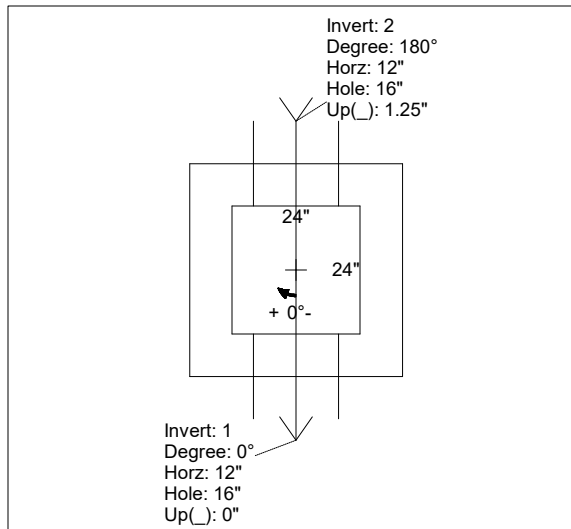 Invert: 2
Degree: 180°
Horz: 12"
Hole: 16"
Up(_): 1.25"
24"
24"
+ 0°-
Invert: 1
Degree: 0°
Horz: 12"
Hole: 16"
Up(_): 0"